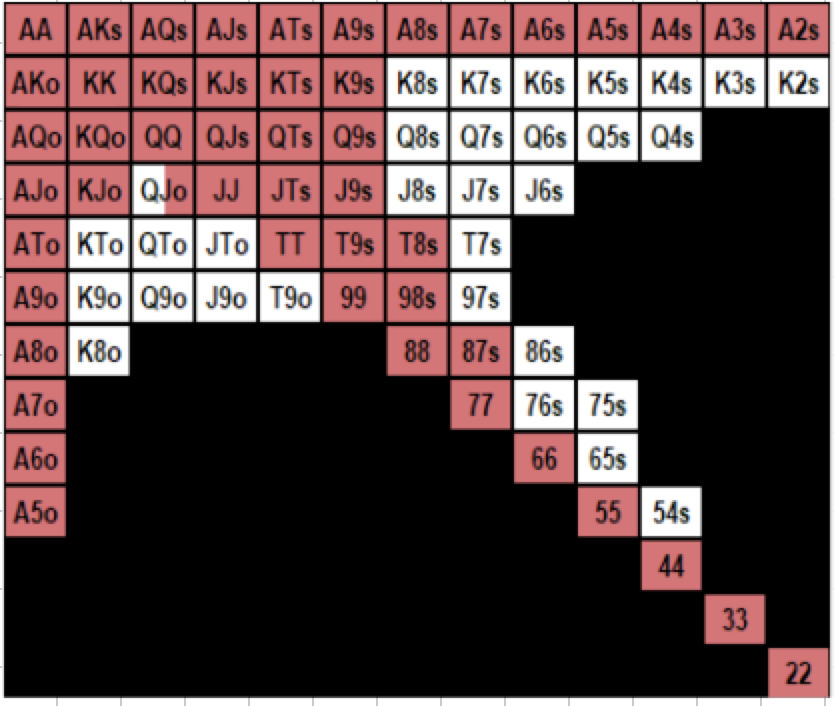 AA AKs AQs AJs ATs A9s A8s A7s A6s A5s A4s A3s A2s
AKo KK KQs KJs KTs K9s K8s K7s K6s K5s K4s K3s K2s
AQo KQo QQ QJs QTs Q9s Q8s Q7s Q6s Q5s Q4s
AJo KJo QJo JJ JTs J9s J8s J7s J6s
ATo KTo QTo JTo TT T9s T8s T7s
A9o K9o Q9o J9o T9o 99 98s 97s
A8o K8o 88 87s 86s
A7o 77 76s 75s
A6o 66 65s
A5o 55 54s
44
33
22